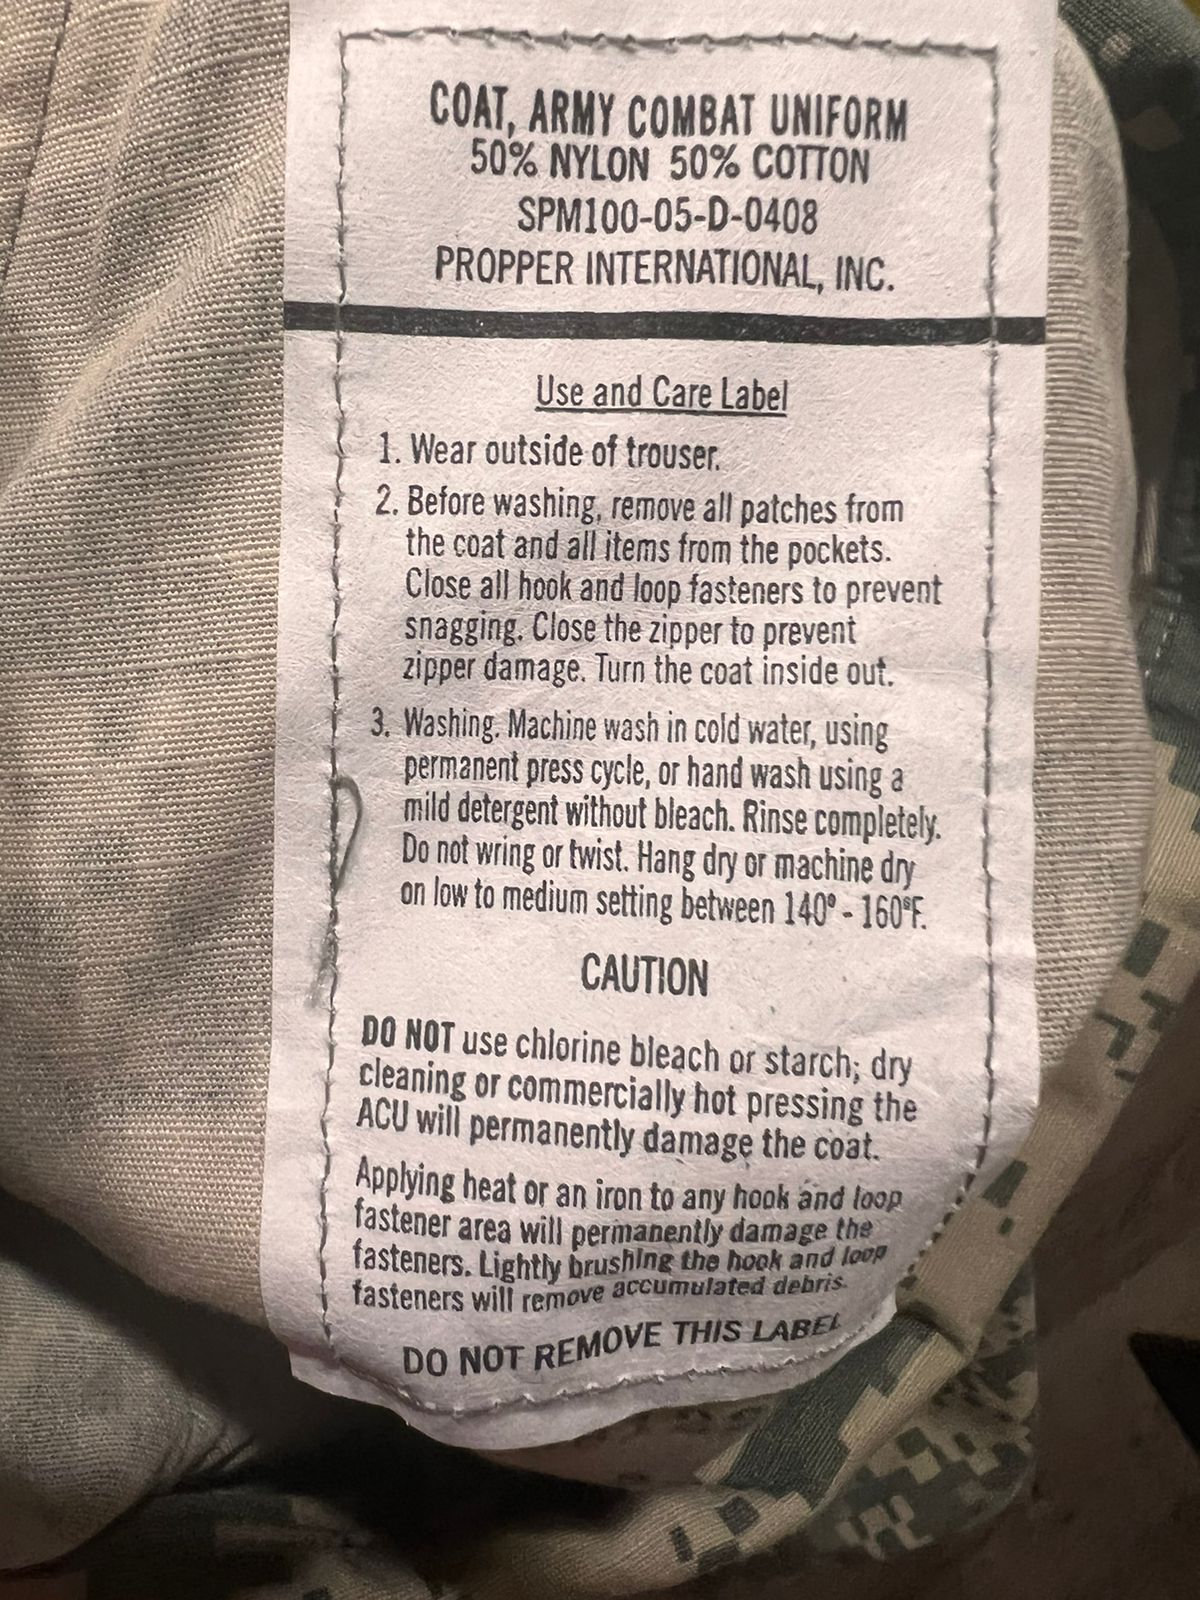 COAT, ARMY COMBAT UNIFORM
50% NYLON 50% COTTON
SPM100-05-D-0408
PROPPER INTERNATIONAL, INC.
Use and Care Label
1. Wear outside of trouser.
2. Before washing, remove all patches from
the coat and all items from the pockets.
Close all hook and loop fasteners to prevent
snagging. Close the zipper to prevent
zipper damage. Turn the coat inside out.
3. Washing. Machine wash in cold water, using
permanent press cycle, or hand wash using a
mild detergent without bleach. Rinse completely.
Do not wring or twist. Hang dry or machine dry
on low to medium setting between 140° - 160°F.
CAUTION
DO NOT use chlorine bleach or starch; dry
cleaning or commercially hot pressing the
ACU will permanently damage the coat.
Applying heat or an iron to any hook and loop
fastener area will permanently damage the
fasteners. Lightly brushing the hook and loop
fasteners will remove accumulated debris.
DO NOT REMOVE THIS LABEL